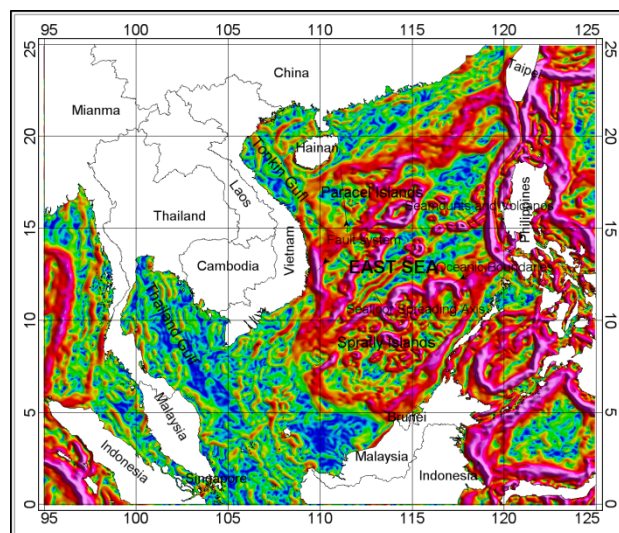 95 100 105 110 115 120 125
25 25
China
Taipei
Mianma
20 20
Hainan
Tonkin Gulf
Laos
Paracel Islands
Seamounts and Volcanos
Philippines
Thailand
15 15
Vietnam
Fault System
Cambodia
EAST SEA
Oceanic Boundaries
Thailand Gulf
Seafloor Spreading Axis
10 10
Spratly Islands
Malaysia
5 5
Brunei
Indonesia
Malaysia
Singapore
Indonesia
0 0
95 100 105 110 115 120 125